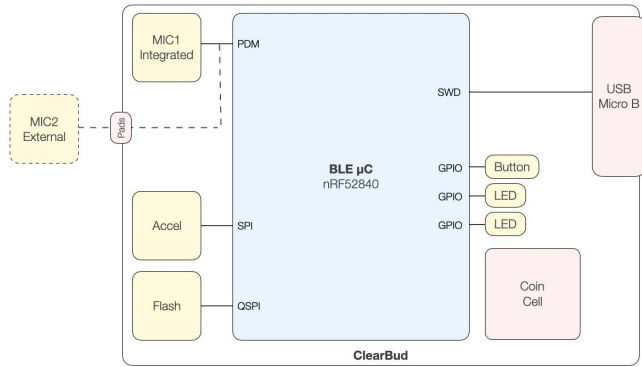 MIC1
Integrated
PDM
SWD
USB
Micro B
MIC2
External
Pads
BLE µC
nRF52840
GPIO
Button
GPIO
LED
GPIO
LED
Accel
SPI
Flash
QSPI
Coin
Cell
ClearBud